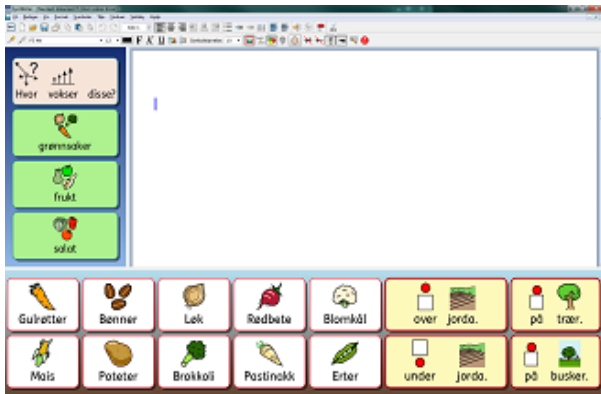 Hvor vokser disse?
grønnsaker
frukt
salat
Gulrøtter Bønner Løk Rødbete Blomkål over jorda. på trær.
Mais Poteter Brokkoli Pastinakk Erter under jorda. på busker.